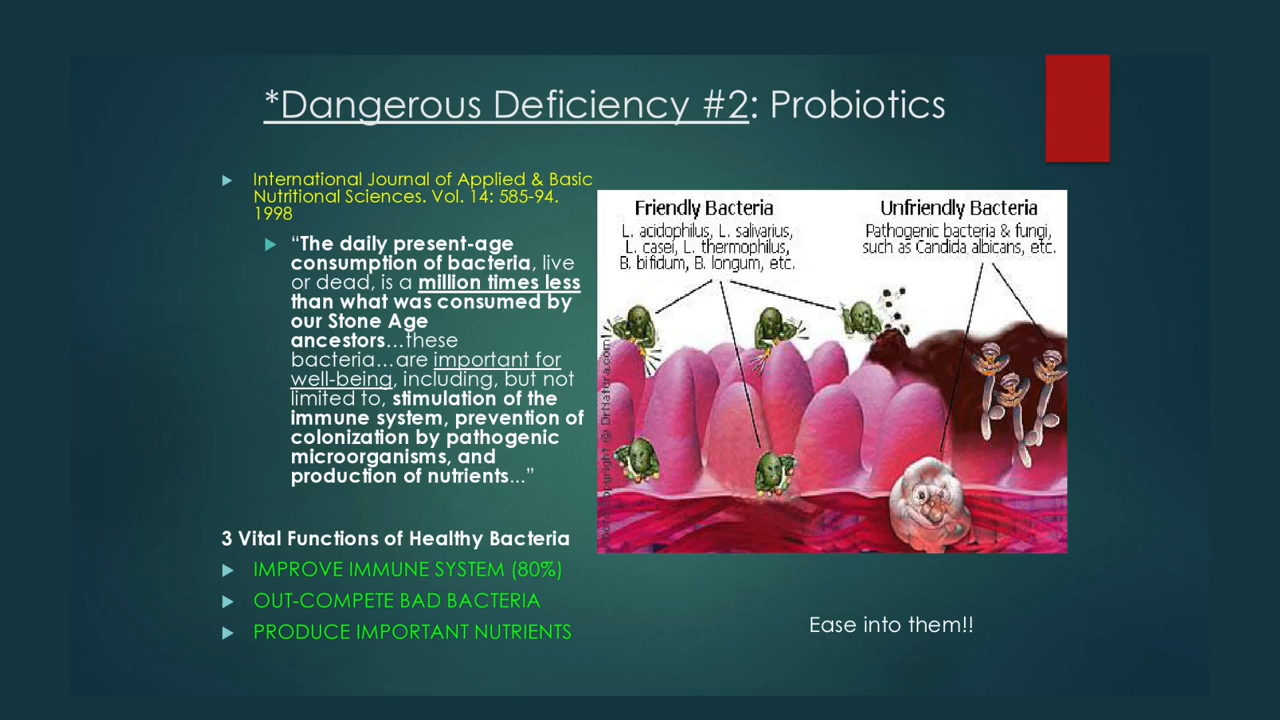 *Dangerous Deficiency #2: Probiotics
International Journal of Applied & Basic
Nutritional Sciences. Vol. 14: 585-94.
1998
“The daily present-age
consumption of bacteria, live
or dead, is a million times less
than what was consumed by
our Stone Age
ancestors...these
bacteria...are important for
well-being, including, but not
limited to, stimulation of the
immune system, prevention of
colonization by pathogenic
microorganisms, and
production of nutrients...”
3 Vital Functions of Healthy Bacteria
IMPROVE IMMUNE SYSTEM (80%)
OUT-COMPETE BAD BACTERIA
PRODUCE IMPORTANT NUTRIENTS
Friendly Bacteria
L. acidophilus, L. salivarius,
L. casei, L. thermophilus,
B. bifidum, B. longum, etc.
Unfriendly Bacteria
Pathogenic bacteria & fungi,
such as Candida albicans, etc.
Copyright © DrNatura.com
Ease into them!!